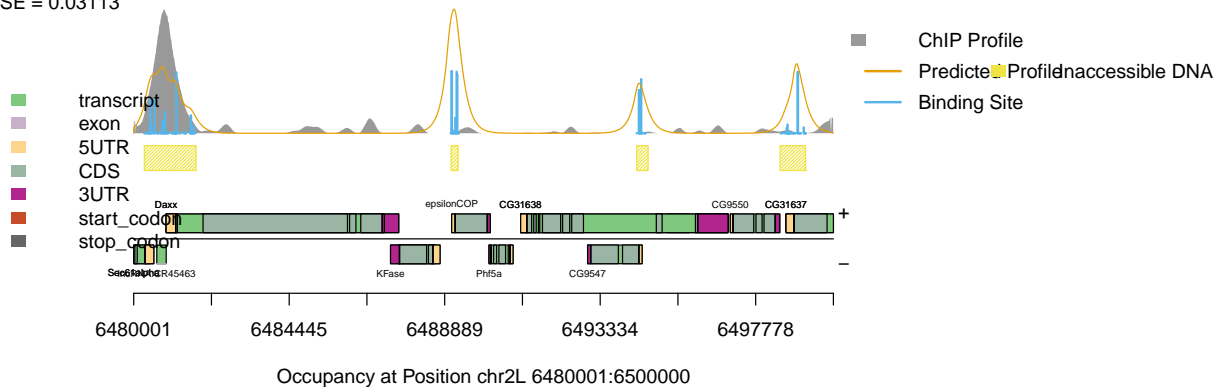 SE = 0.03113
ChIP Profile
Predicted Profile
Inaccessible DNA
Binding Site
transcript
exon
5UTR
CDS
3UTR
start_codon
stop_codon
Daxx
epsilonCOP
CG31638
CG9550
CG31637
+
CR45463
KFase
Phf5a
CG9547
−
6480001
6484445
6488889
6493334
6497778
Occupancy at Position chr2L 6480001:6500000